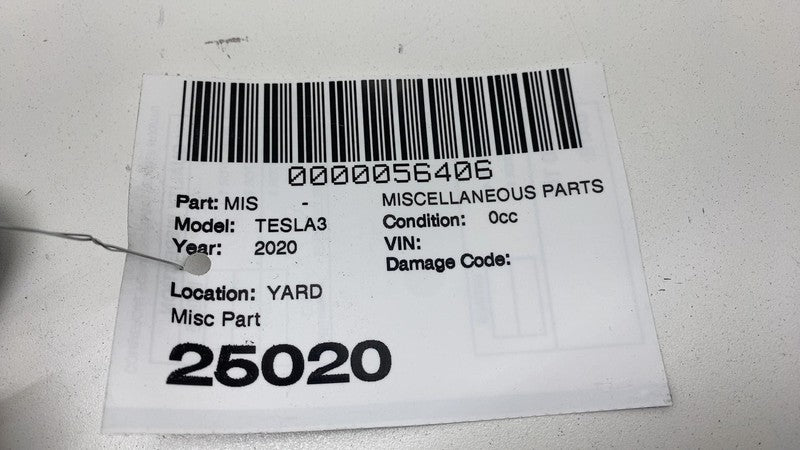 0000056406
Part: MIS - MISCELLANEOUS PARTS
Model: TESLA3 Condition: 0cc
Year: 2020 VIN:
Damage Code:
Location: YARD
Misc Part
25020